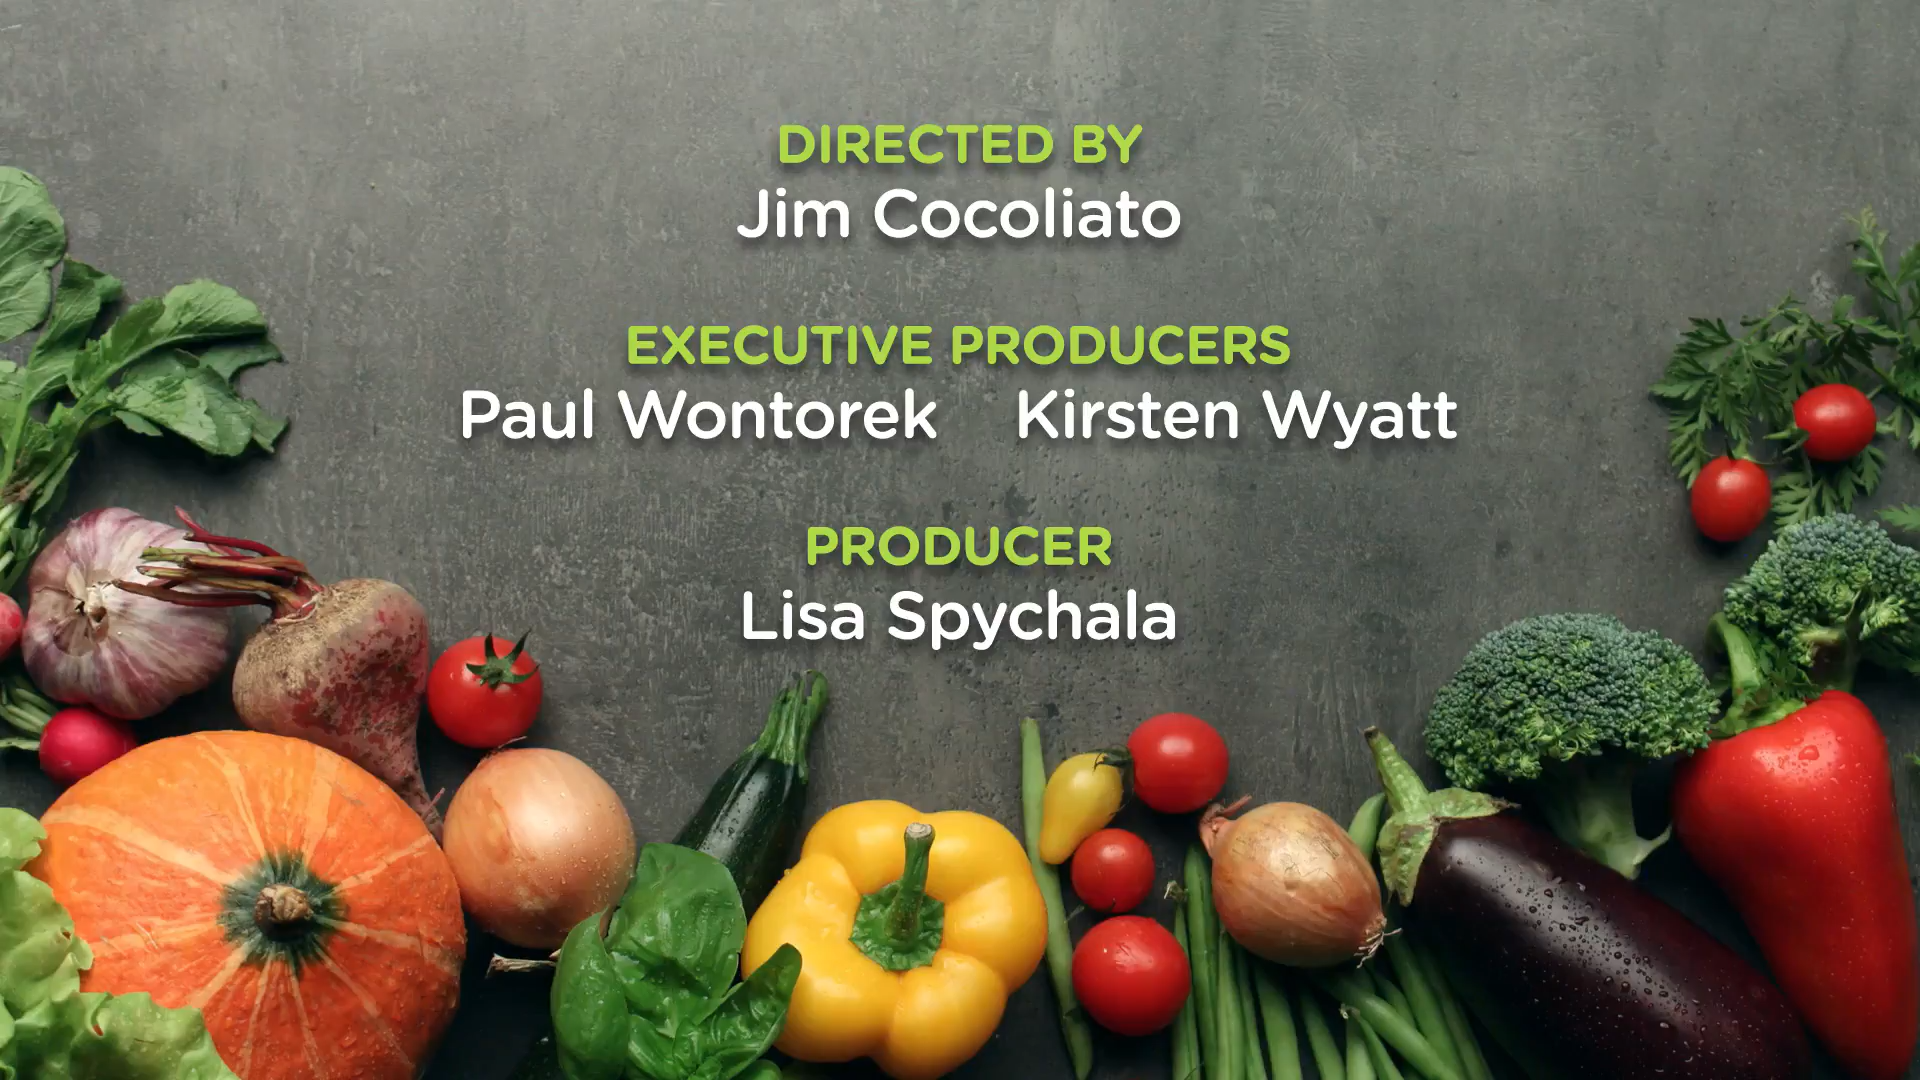 DIRECTED BY
Jim Cocoliato
EXECUTIVE PRODUCERS
Paul Wontorek Kirsten Wyatt
PRODUCER
Lisa Spychala